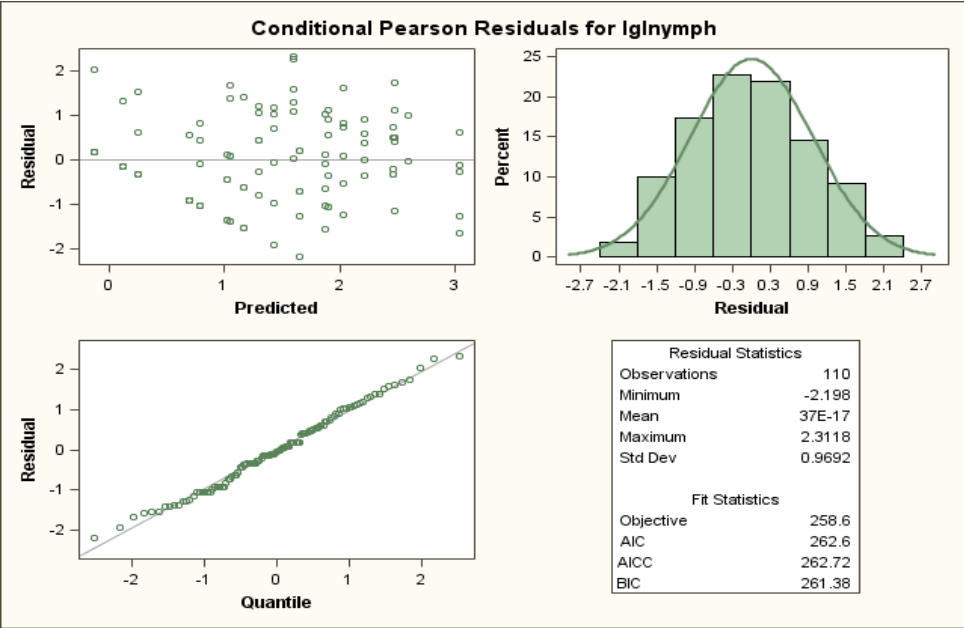 Conditional Pearson Residuals for lglnymph
2
1
0
-1
-2
Residual
0
1
2
3
Predicted
25
20
15
10
5
0
Percent
-2.7 -2.1 -1.5 -0.9 -0.3 0.3 0.9 1.5 2.1 2.7
Residual
2
1
0
-1
-2
Residual
-2 -1 0 1 2
Quantile
Residual Statistics
Observations 110
Minimum -2.198
Mean 37E-17
Maximum 2.3118
Std Dev 0.9692
Fit Statistics
Objective 258.6
AIC 262.6
AICC 262.72
BIC 261.38